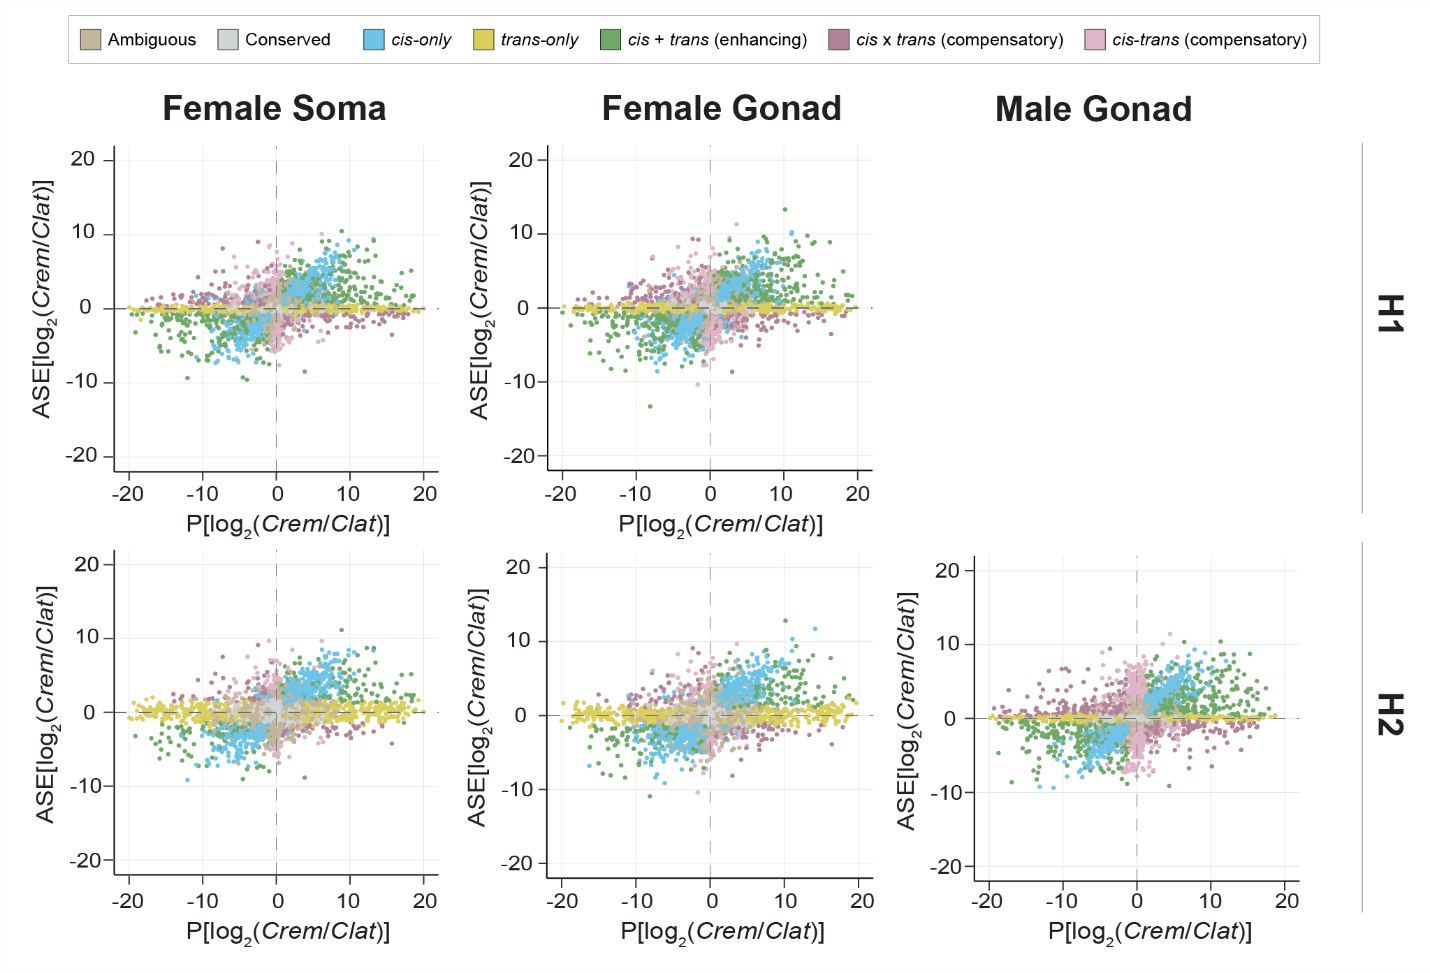 Ambiguous Conserved cis-only trans-only cis + trans (enhancing) cis x trans (compensatory) cis-trans (compensatory)
Female Soma Female Gonad Male Gonad
20
10
0
-10
-20
ASE[log2(Crem/Clat)]
-20 -10 0 10 20
P[log2(Crem/Clat)]
20
10
0
-10
-20
ASE[log2(Crem/Clat)]
-20 -10 0 10 20
P[log2(Crem/Clat)]
H1
20
10
0
-10
-20
ASE[log2(Crem/Clat)]
-20 -10 0 10 20
P[log2(Crem/Clat)]
20
10
0
-10
-20
ASE[log2(Crem/Clat)]
-20 -10 0 10 20
P[log2(Crem/Clat)]
20
10
0
-10
-20
ASE[log2(Crem/Clat)]
-20 -10 0 10 20
P[log2(Crem/Clat)]
H2